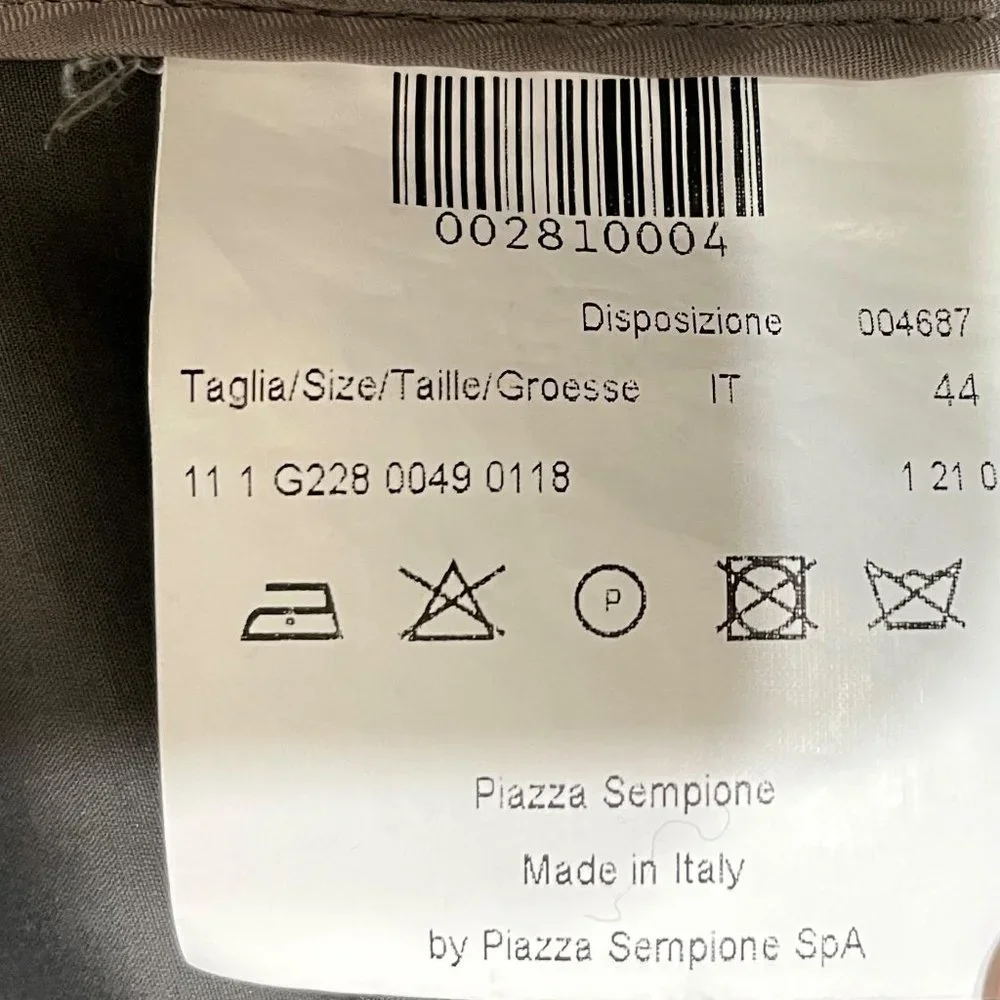 002810004
Disposizione 004687
Taglia/Size/Taille/Groesse IT 44
11 1 G228 0049 0118 1 21 0
P
Piazza Sempione
Made in Italy
by Piazza Sempione SpA